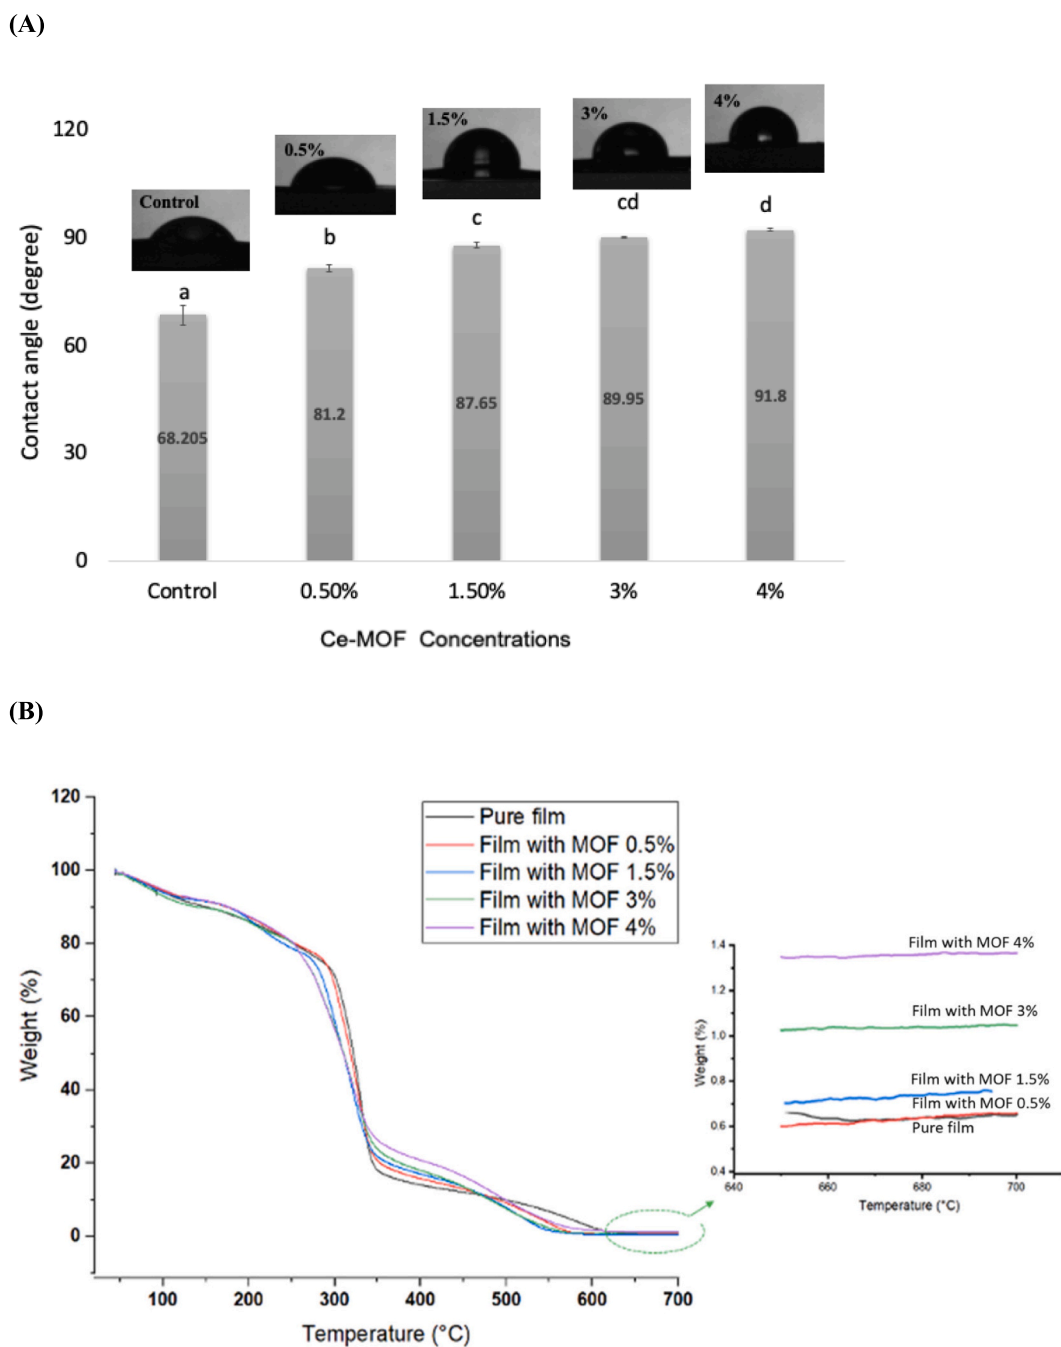 (A)
120
90
60
30
0
Contact angle (degree)
Control
0.5%
1.5%
3%
4%
a
b
c
cd
d
68.205
81.2
87.65
89.95
91.8
Control
0.50%
1.50%
3%
4%
Ce-MOF Concentrations
(B)
120
100
80
60
40
20
0
Weight (%)
Pure film
Film with MOF 0.5%
Film with MOF 1.5%
Film with MOF 3%
Film with MOF 4%
100
200
300
400
500
600
700
Temperature (°C)
1.4
1.2
1.0
0.8
0.6
0.4
Weight (%)
Film with MOF 4%
Film with MOF 3%
Film with MOF 1.5%
Film with MOF 0.5%
Pure film
640
660
680
700
Temperature (°C)